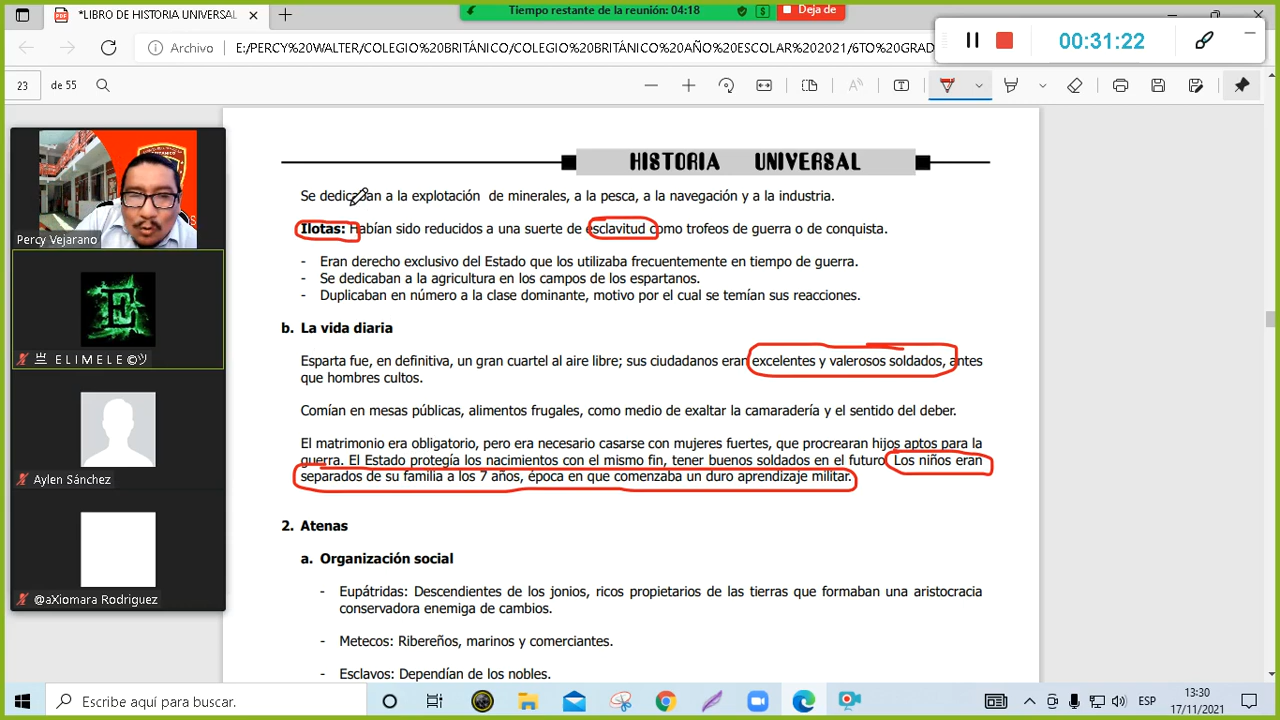 *LIBRO DE HISTORIA UNIVERSAL
Tiempo restante de la reunión: 04:18
Deja de
Archivo
E:/PERCY%20WALTER/COLEGIO%20BRITÁNICO/COLEGIO%20BRITÁNICO%20AÑO%20ESCOLAR%202021/6TO%20GRAD
00:31:22
23
de 55
HISTORIA UNIVERSAL
Se dedicaban a la explotación de minerales, a la pesca, a la navegación y a la industria.
Ilotas: Habían sido reducidos a una suerte de esclavitud como trofeos de guerra o de conquista.
- Eran derecho exclusivo del Estado que los utilizaba frecuentemente en tiempo de guerra.
- Se dedicaban a la agricultura en los campos de los espartanos.
- Duplicaban en número a la clase dominante, motivo por el cual se temían sus reacciones.
b. La vida diaria
Esparta fue, en definitiva, un gran cuartel al aire libre; sus ciudadanos eran excelentes y valerosos soldados, antes
que hombres cultos.
Comían en mesas públicas, alimentos frugales, como medio de exaltar la camaradería y el sentido del deber.
El matrimonio era obligatorio, pero era necesario casarse con mujeres fuertes, que procrearan hijos aptos para la
guerra. El Estado protegía los nacimientos con el mismo fin, tener buenos soldados en el futuro. Los niños eran
separados de su familia a los 7 años, época en que comenzaba un duro aprendizaje militar.
2. Atenas
a. Organización social
- Eupátridas: Descendientes de los jonios, ricos propietarios de las tierras que formaban una aristocracia
conservadora enemiga de cambios.
- Metecos: Ribereños, marinos y comerciantes.
- Esclavos: Dependían de los nobles.
Percy Vejarano
E L I M E L E ©ツ
Aylen Sánchez
@aXiomara Rodriguez
Escribe aquí para buscar.
ESP
13:30
17/11/2021